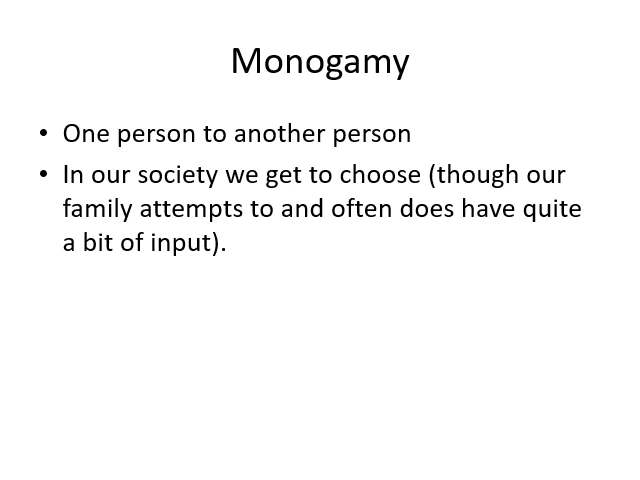 Monogamy
• One person to another person
• In our society we get to choose (though our
family attempts to and often does have quite
a bit of input).